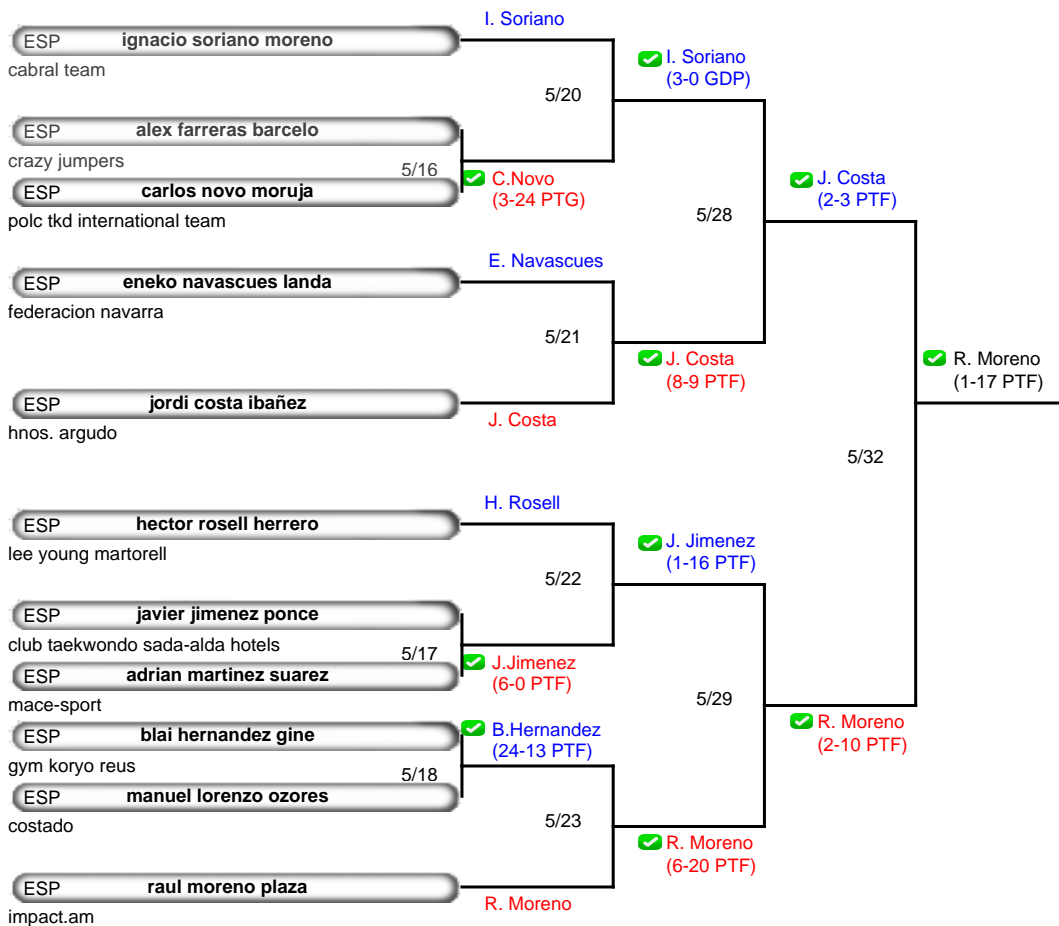 I. Soriano
ESP ignacio soriano moreno
cabral team
I. Soriano
(3-0 GDP)
5/20
ESP alex farreras barcelo
crazy jumpers
5/16
C.Novo
(3-24 PTG)
ESP carlos novo moruja
polc tkd international team
J. Costa
(2-3 PTF)
5/28
E. Navascues
ESP eneko navascues landa
federacion navarra
5/21
J. Costa
(8-9 PTF)
R. Moreno
(1-17 PTF)
ESP jordi costa ibañez
J. Costa
hnos. argudo
5/32
H. Rosell
ESP hector rosell herrero
lee young martorell
J. Jimenez
(1-16 PTF)
5/22
ESP javier jimenez ponce
club taekwondo sada-alda hotels
5/17
J.Jimenez
(6-0 PTF)
ESP adrian martinez suarez
mace-sport
5/29
R. Moreno
(2-10 PTF)
B.Hernandez
(24-13 PTF)
ESP blai hernandez gine
gym koryo reus
5/18
ESP manuel lorenzo ozores
costado
5/23
R. Moreno
(6-20 PTF)
ESP raul moreno plaza
R. Moreno
impact.am